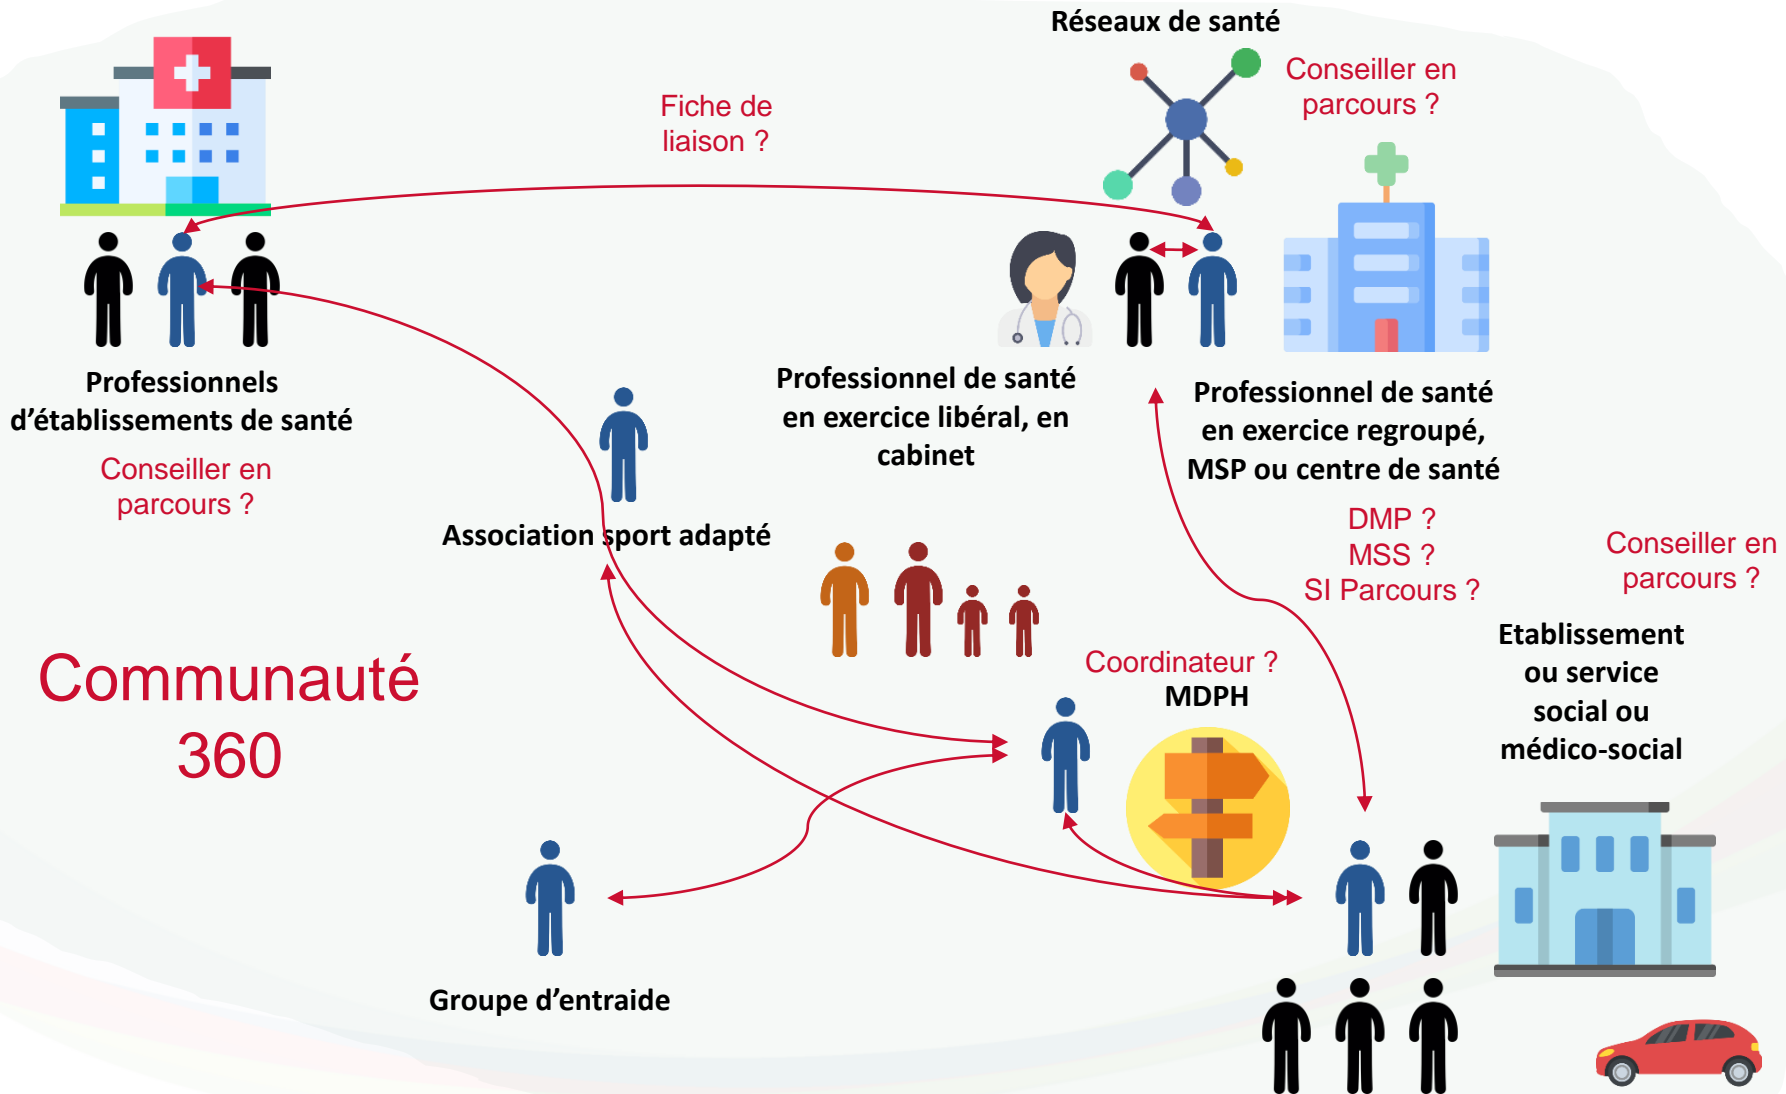 Réseaux de santé
Conseiller en
parcours ?
Fiche de
liaison ?
Professionnels
d’établissements de santé
Conseiller en
parcours ?
Professionnel de santé
en exercice libéral, en
cabinet
Professionnel de santé
en exercice regroupé,
MSP ou centre de santé
DMP ?
MSS ?
SI Parcours ?
Association sport adapté
Conseiller en
parcours ?
Etablissement
ou service
social ou
médico-social
Communauté
360
Coordinateur ?
MDPH
Groupe d’entraide